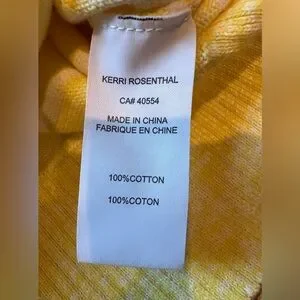 KERRI ROSENTHAL
CA# 40554
MADE IN CHINA
FABRIQUE EN CHINE
100%COTTON
100%COTON